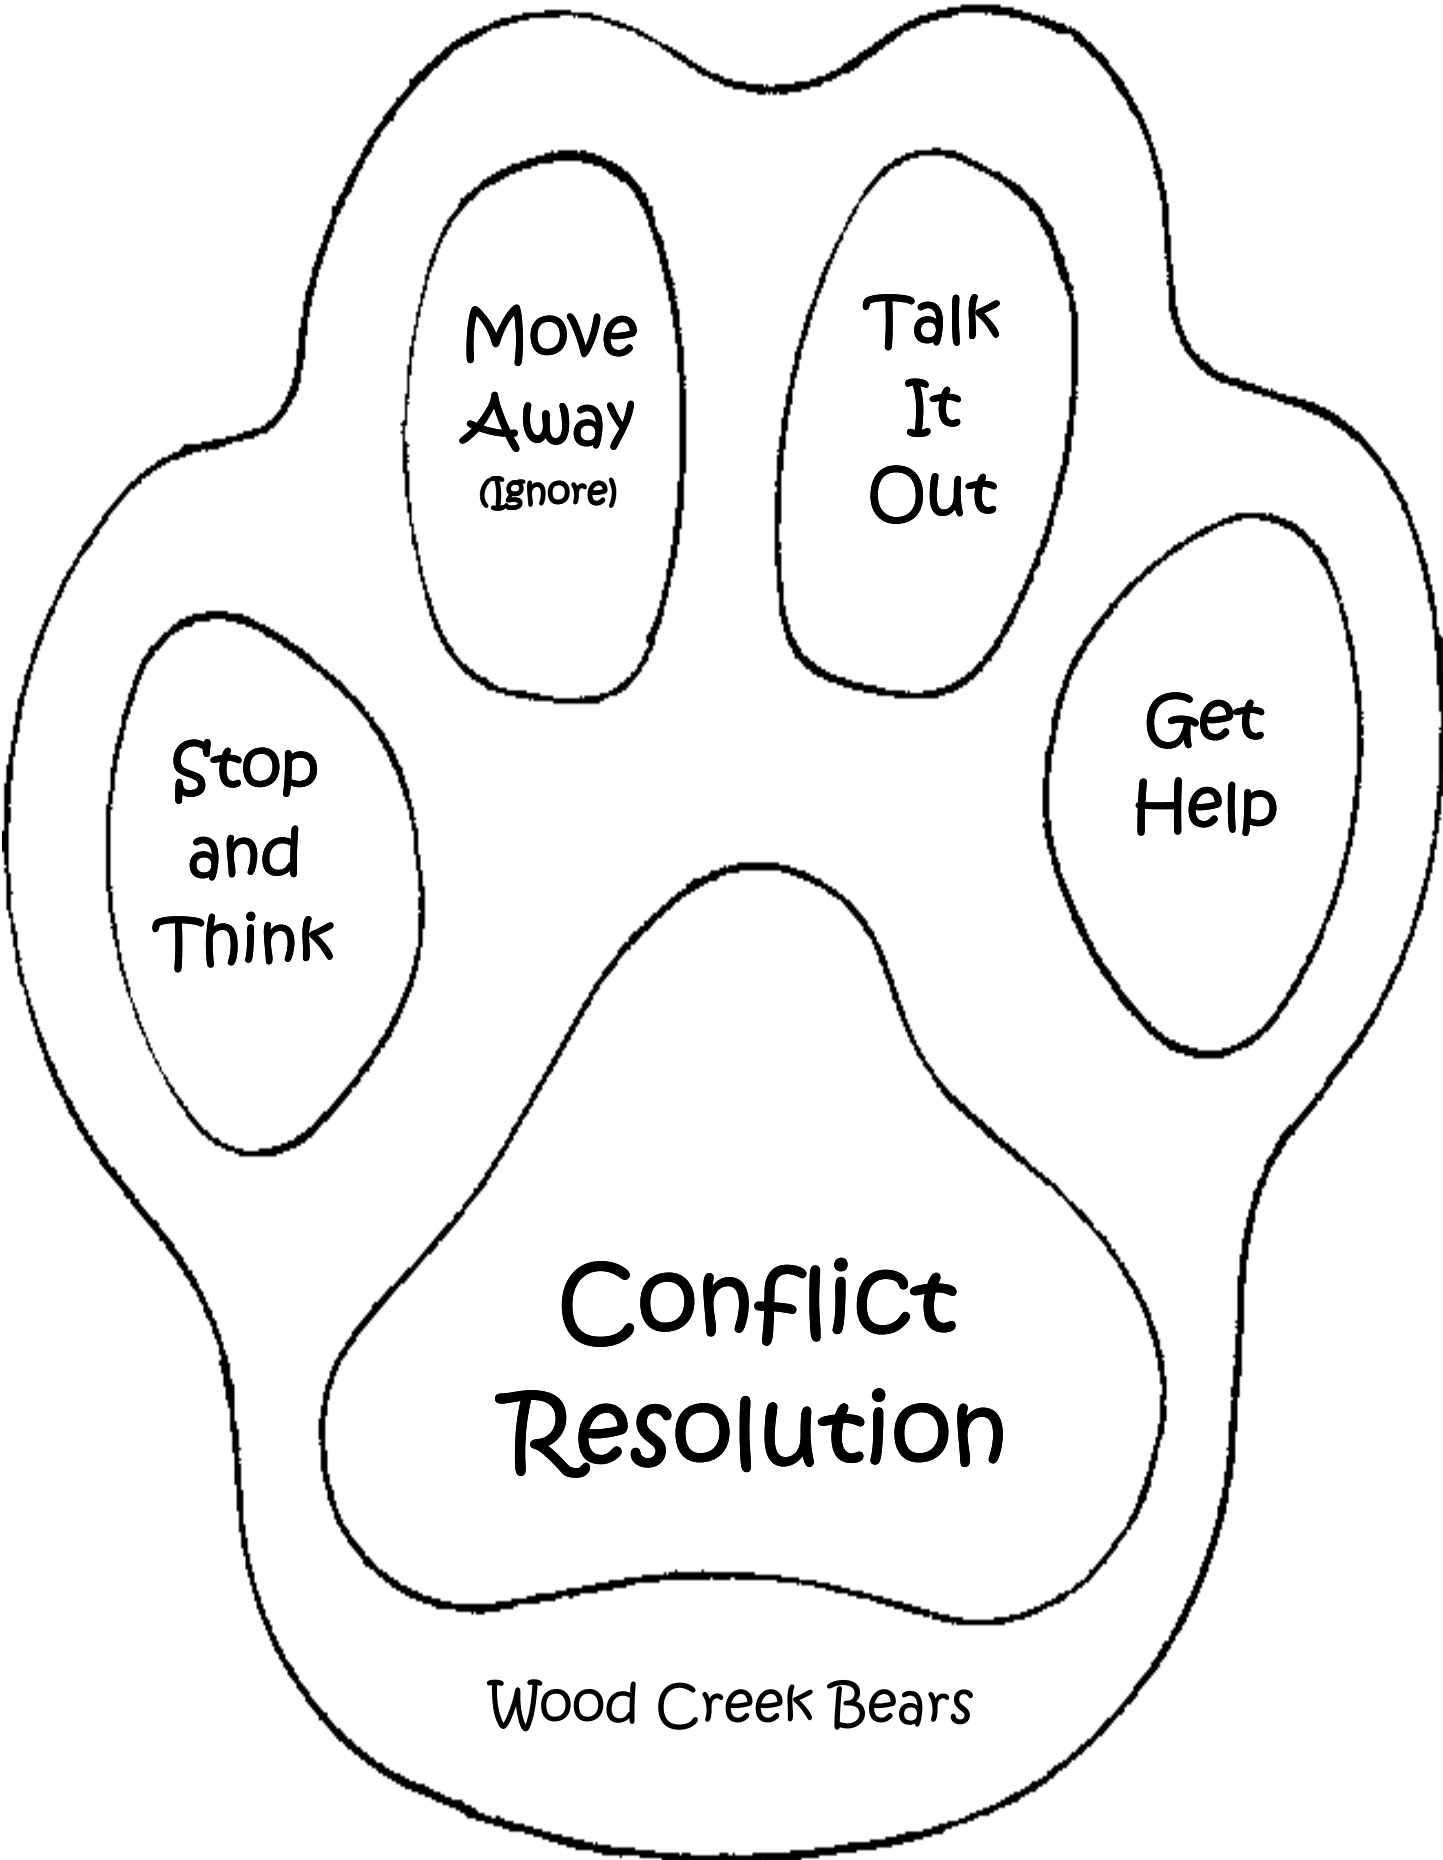 Stop
and
Think
Move
Away
(Ignore)
Talk
It
Out
Get
Help
Conflict
Resolution
Wood Creek Bears